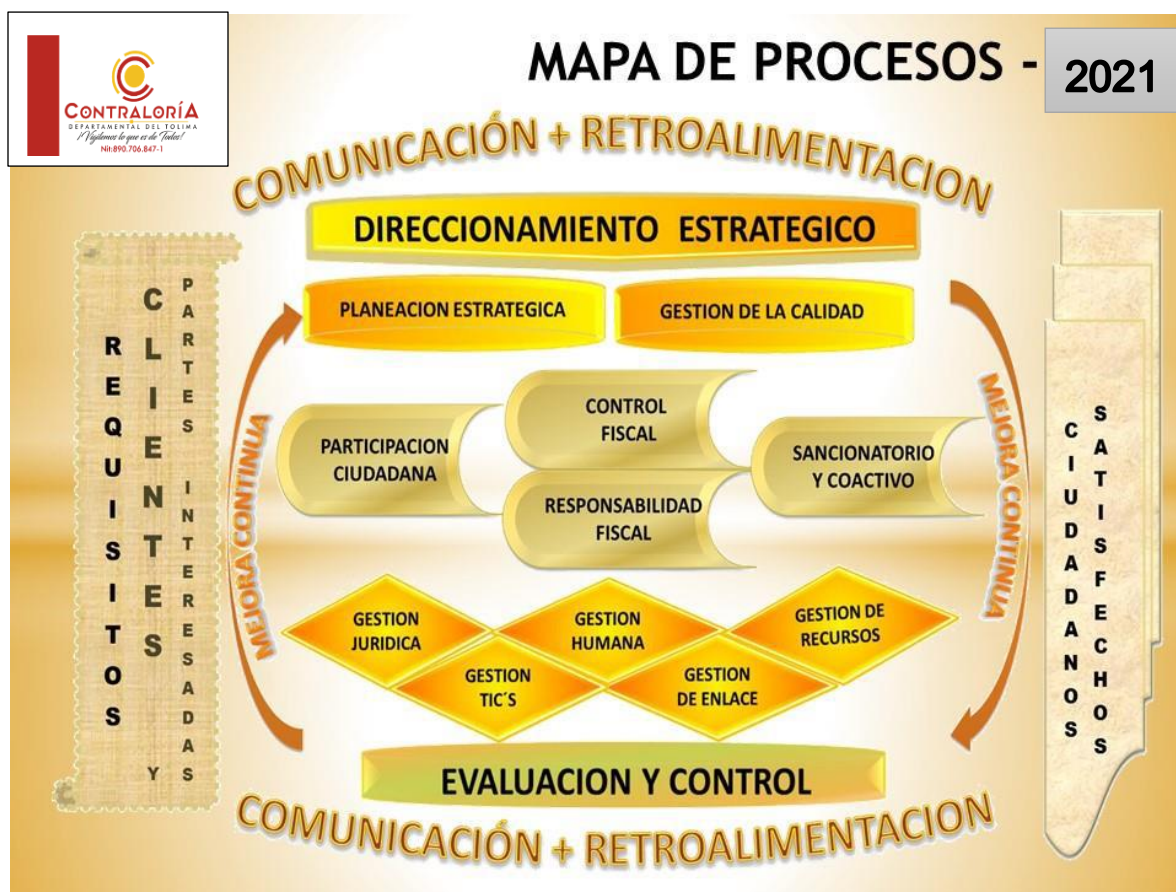 CONTRALORÍA
DEPARTAMENTAL DEL TOLIMA
¡Vigilemos lo que es de Todos!
Nit:890.706.847-1
MAPA DE PROCESOS - 2021
COMUNICACIÓN + RETROALIMENTACION
DIRECCIONAMIENTO ESTRATEGICO
PLANEACION ESTRATEGICA
GESTION DE LA CALIDAD
REQUISITOS
CLIENTES Y
PARTES INTERESADAS
MEJORA CONTINUA
PARTICIPACION
CIUDADANA
CONTROL
FISCAL
RESPONSABILIDAD
FISCAL
SANCIONATORIO
Y COACTIVO
MEJORA CONTINUA
CIUDADANOS
SATISFECHOS
GESTION
JURIDICA
GESTION
HUMANA
GESTION DE
RECURSOS
GESTION
TIC´S
GESTION
DE ENLACE
EVALUACION Y CONTROL
COMUNICACIÓN + RETROALIMENTACION